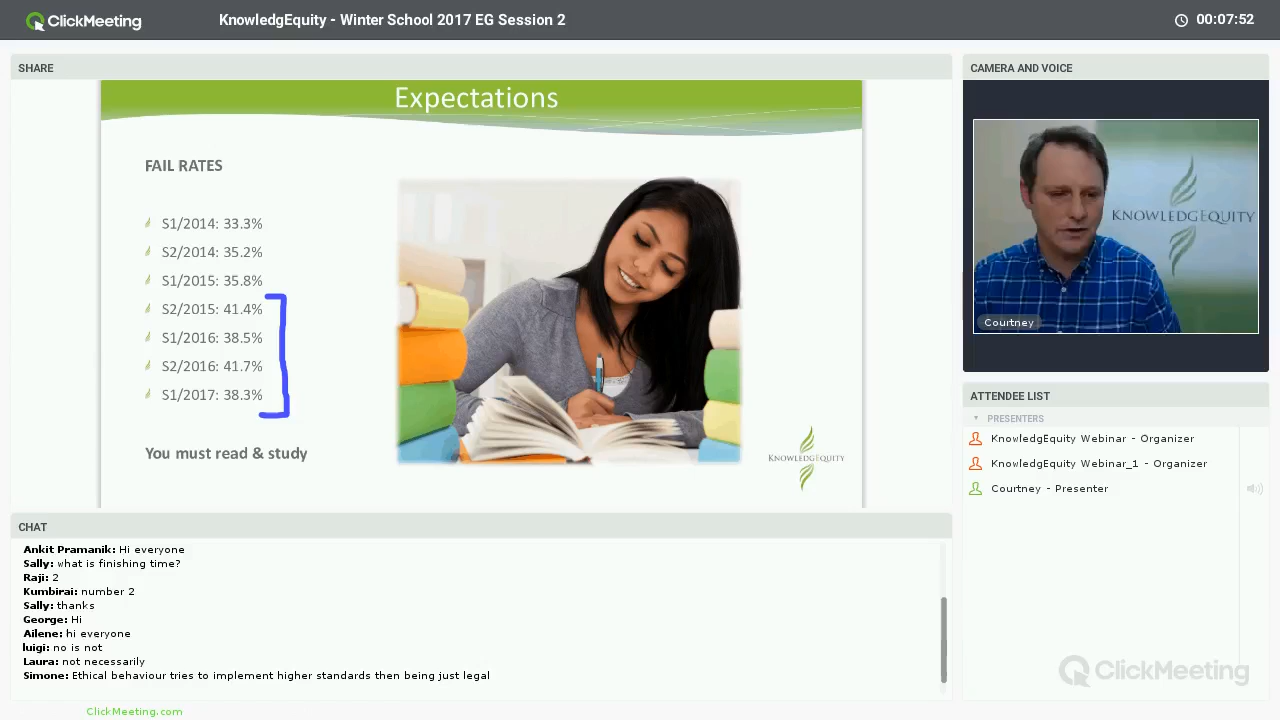 ClickMeeting
KnowledgEquity - Winter School 2017 EG Session 2
00:07:52
SHARE
Expectations
FAIL RATES
S1/2014: 33.3%
S2/2014: 35.2%
S1/2015: 35.8%
S2/2015: 41.4%
S1/2016: 38.5%
S2/2016: 41.7%
S1/2017: 38.3%
You must read & study
KNOWLEDGEQUITY
CAMERA AND VOICE
KNOWLEDGEQUITY
Courtney
ATTENDEE LIST
PRESENTERS
KnowledgEquity Webinar - Organizer
KnowledgEquity Webinar_1 - Organizer
Courtney - Presenter
CHAT
Ankit Pramanik: Hi everyone
Sally: what is finishing time?
Raji: 2
Kumbirai: number 2
Sally: thanks
George: Hi
Ailene: hi everyone
luigi: no is not
Laura: not necessarily
Simone: Ethical behaviour tries to implement higher standards then being just legal
ClickMeeting
ClickMeeting.com